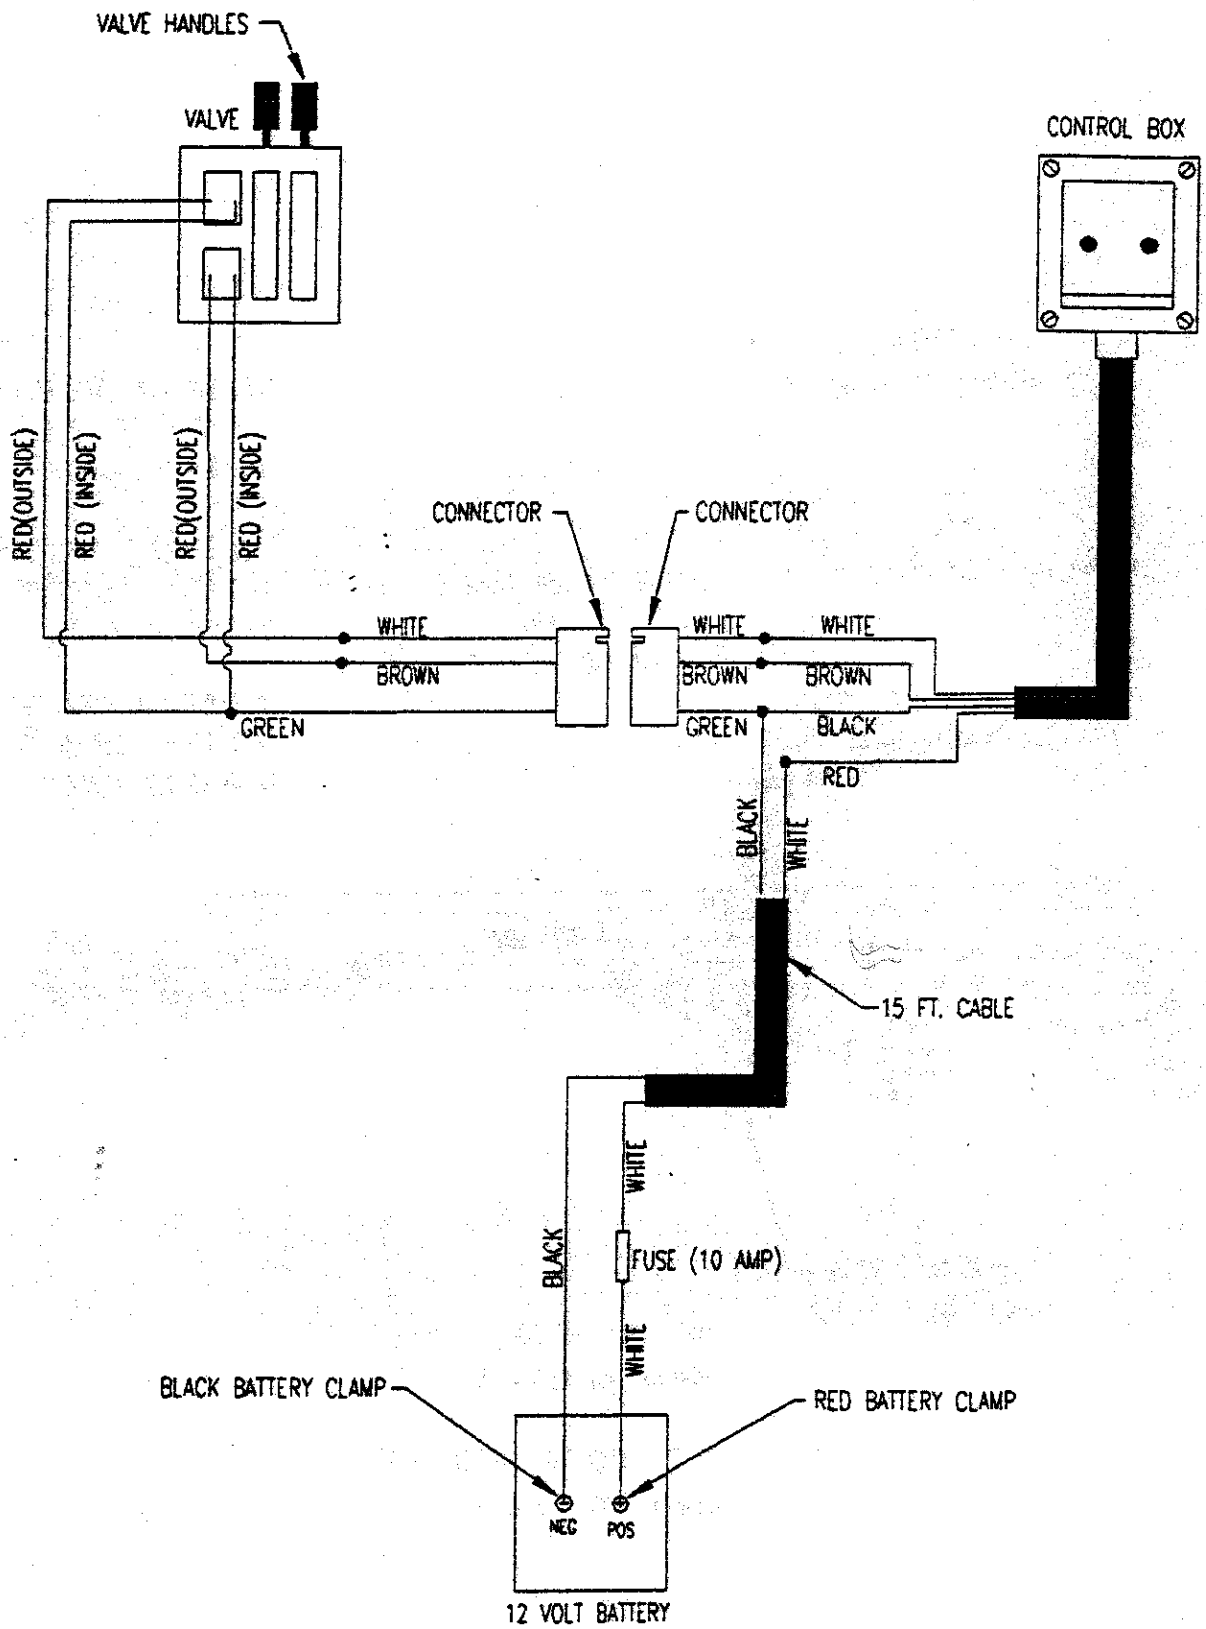 VALVE HANDLES
VALVE
CONTROL BOX
RED(OUTSIDE)
RED (INSIDE)
RED(OUTSIDE)
RED (INSIDE)
CONNECTOR
CONNECTOR
WHITE
WHITE
WHITE
BROWN
BROWN
BROWN
GREEN
GREEN
BLACK
RED
BLACK
WHITE
15 FT. CABLE
WHITE
BLACK
FUSE (10 AMP)
WHITE
BLACK BATTERY CLAMP
RED BATTERY CLAMP
NEG
POS
12 VOLT BATTERY